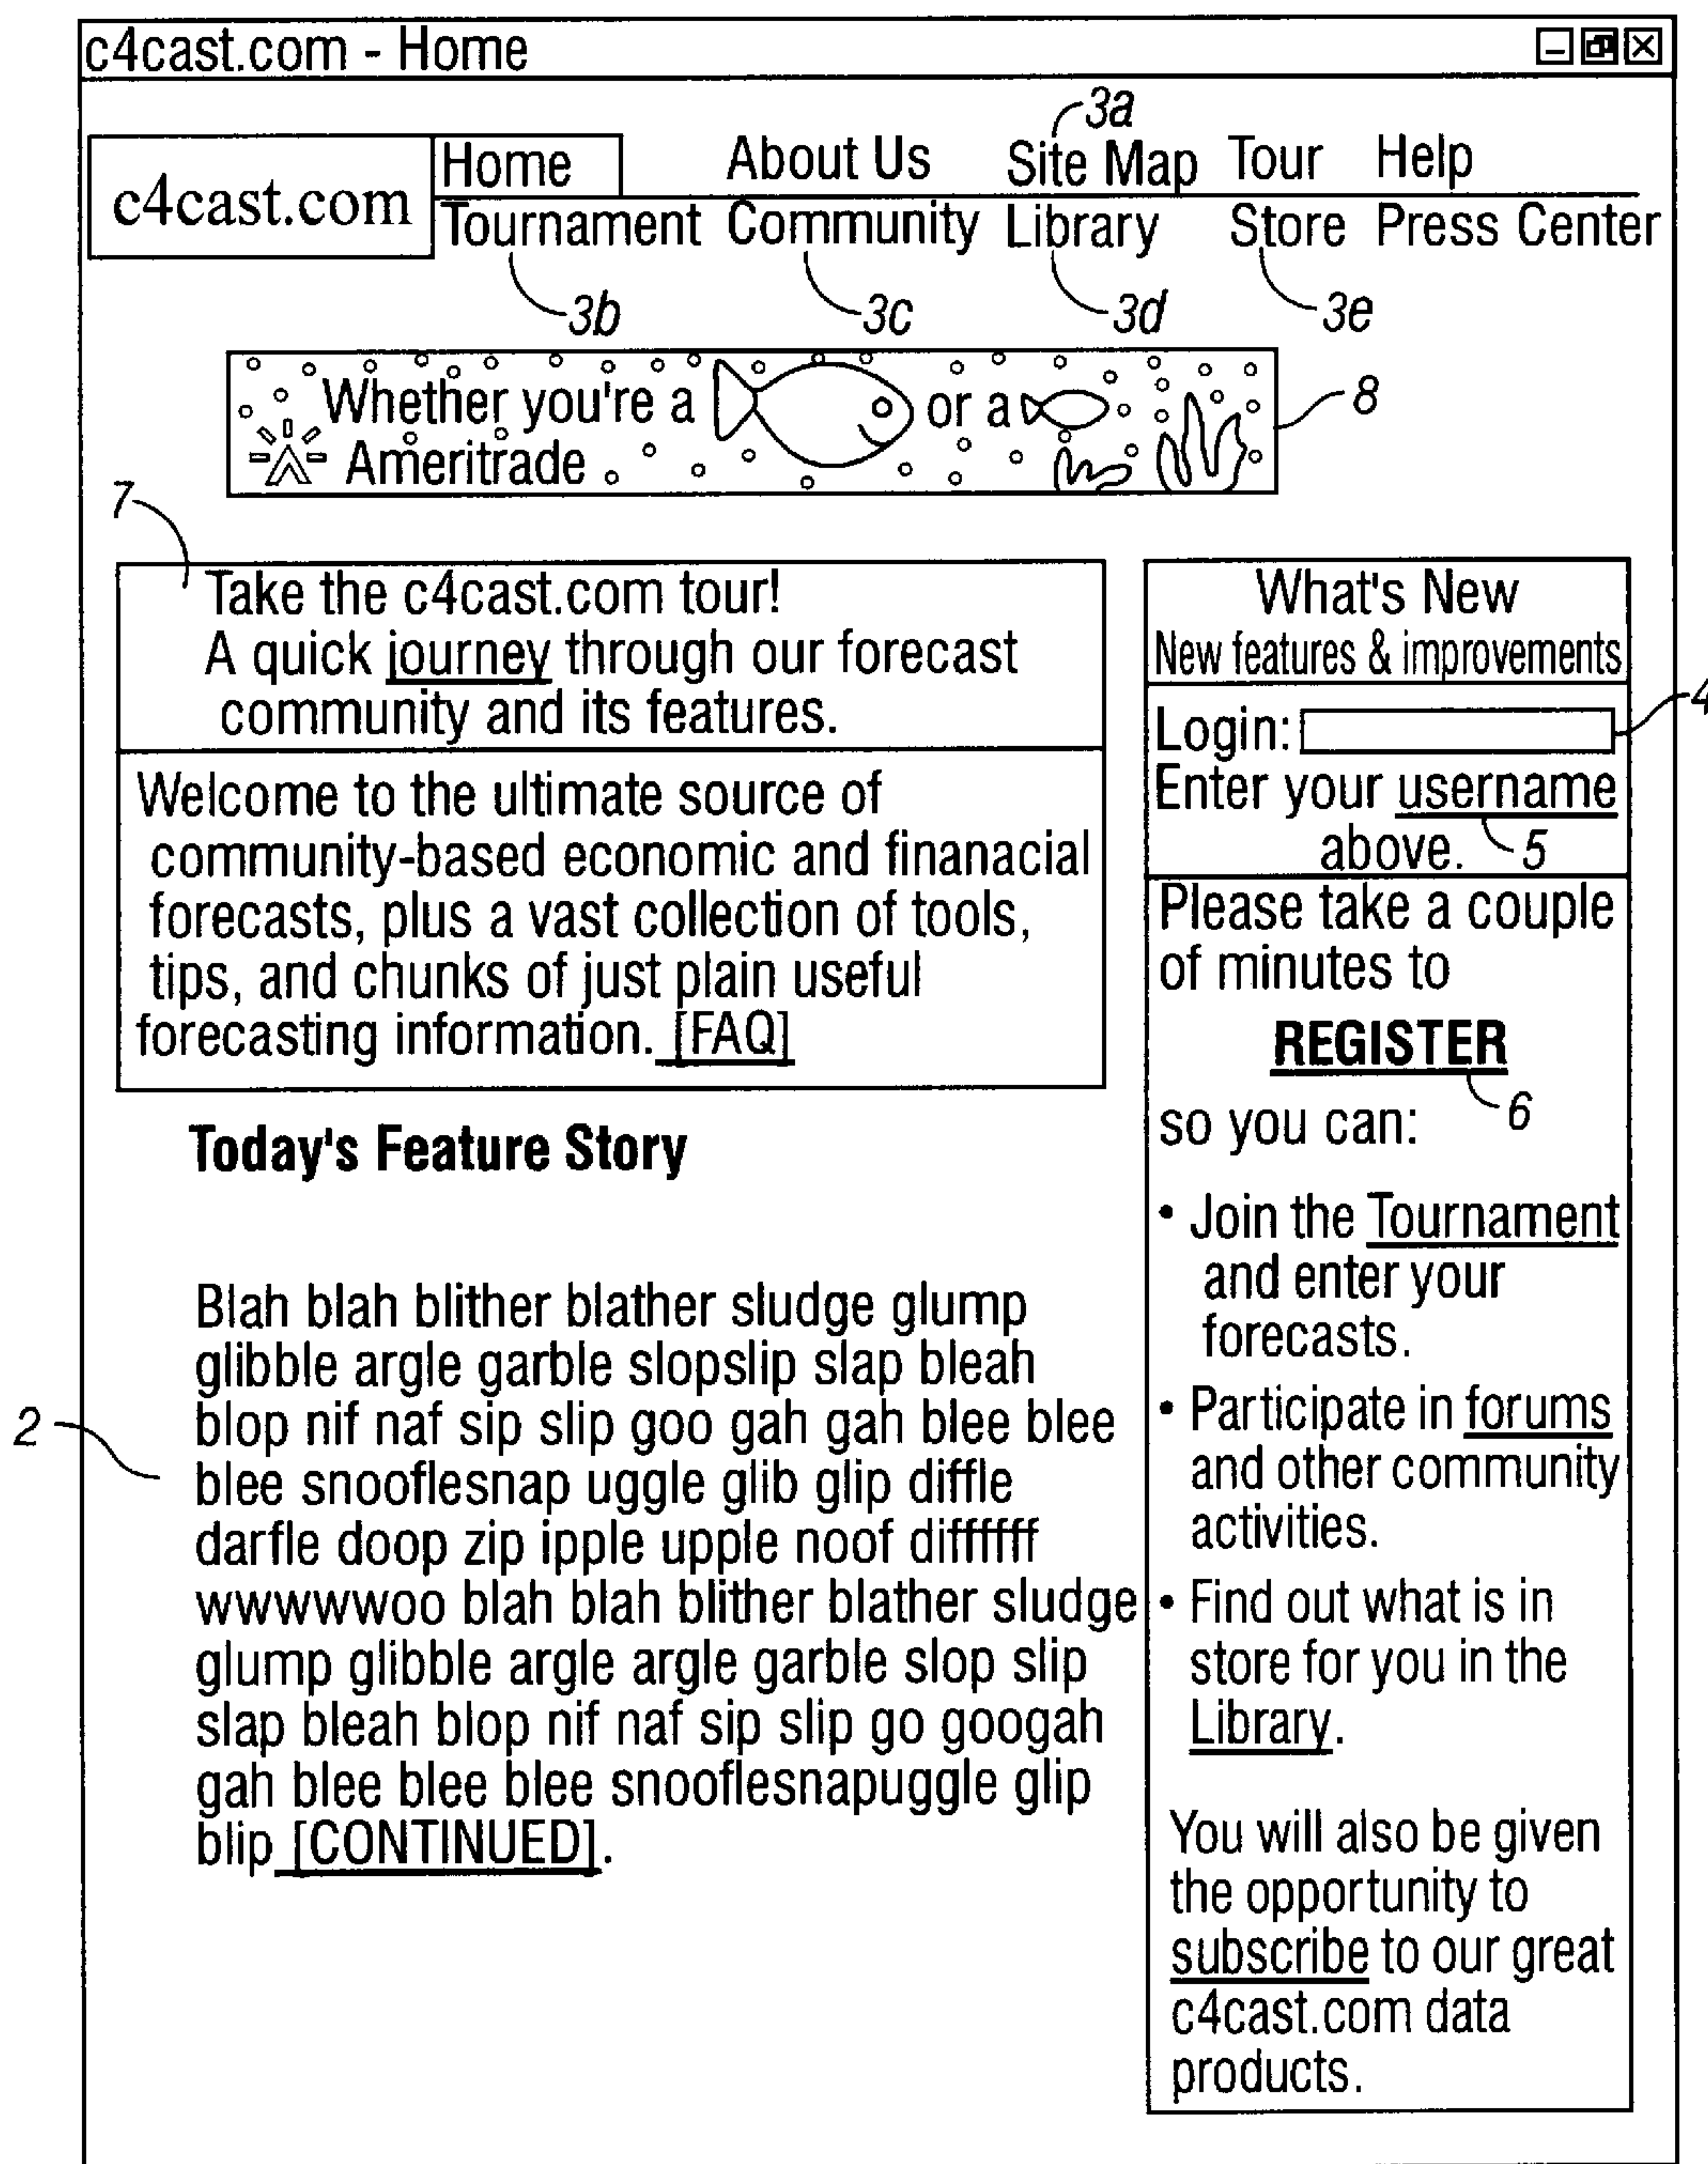 c4cast.com - Home
3a
c4cast.com
Home About Us Site Map Tour Help
Tournament Community Library Store Press Center
3b 3c 3d 3e
Whether you're a or a
Ameritrade
8
7
Take the c4cast.com tour!
A quick journey through our forecast
community and its features.
Welcome to the ultimate source of
community-based economic and finanacial
forecasts, plus a vast collection of tools,
tips, and chunks of just plain useful
forecasting information. [FAQ]
Today's Feature Story
Blah blah blither blather sludge glump
glibble argle garble slopslip slap bleah
blop nif naf sip slip goo gah gah blee blee
blee snooflesnap uggle glib glip diffle
darfle doop zip ipple upple noof diffffff
wwwwwwoo blah blah blither blather sludge
glump glibble argle argle garble slop slip
slap bleah blop nif naf sip slip go googah
gah blee blee blee snooflesnapuggle glip
blip [CONTINUED].
2
What's New
New features & improvements
Login:
4
Enter your username
above.
5
Please take a couple
of minutes to
REGISTER
6
so you can:
• Join the Tournament
and enter your
forecasts.
• Participate in forums
and other community
activities.
• Find out what is in
store for you in the
Library.
You will also be given
the opportunity to
subscribe to our great
c4cast.com data
products.